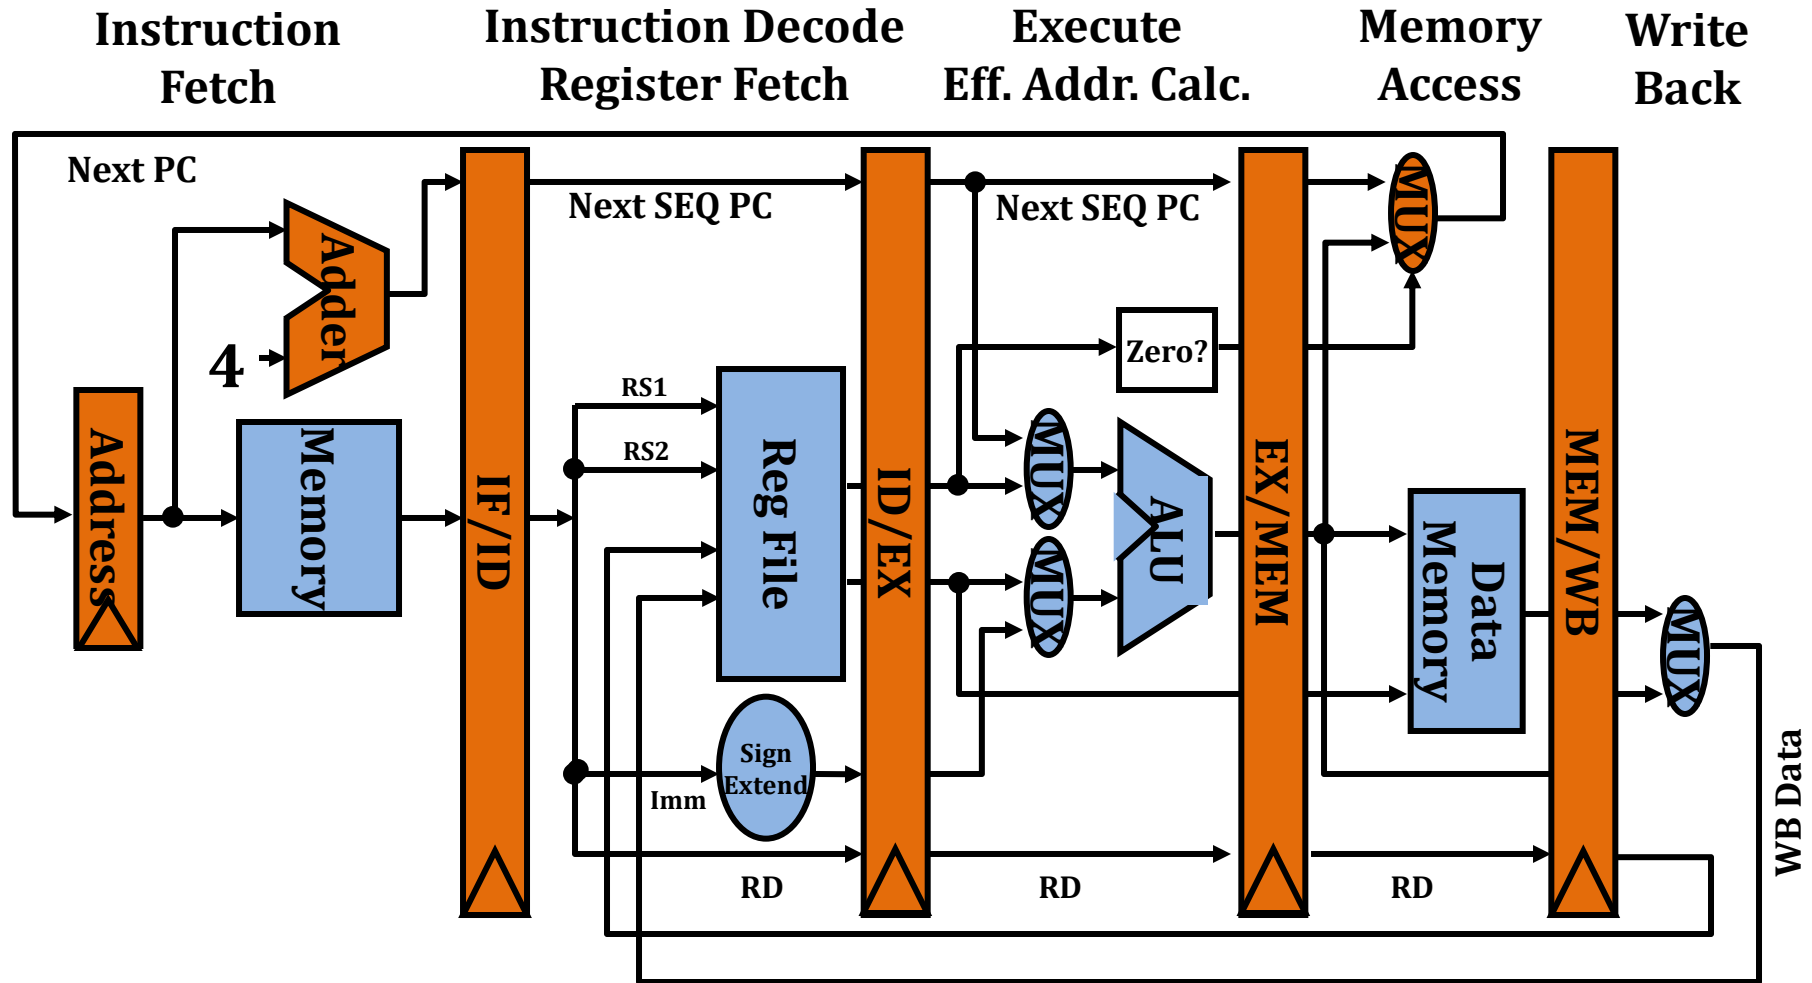 Instruction
Fetch
Instruction Decode
Register Fetch
Execute
Eff. Addr. Calc.
Memory
Access
Write
Back
Next PC
Next SEQ PC
Next SEQ PC
MUX
Adder
4
Zero?
Address
Memory
IF/ID
RS1
RS2
Reg File
ID/EX
MUX
MUX
ALU
EX/MEM
Data
Memory
MEM/WB
MUX
Sign
Extend
Imm
RD
RD
RD
WB Data